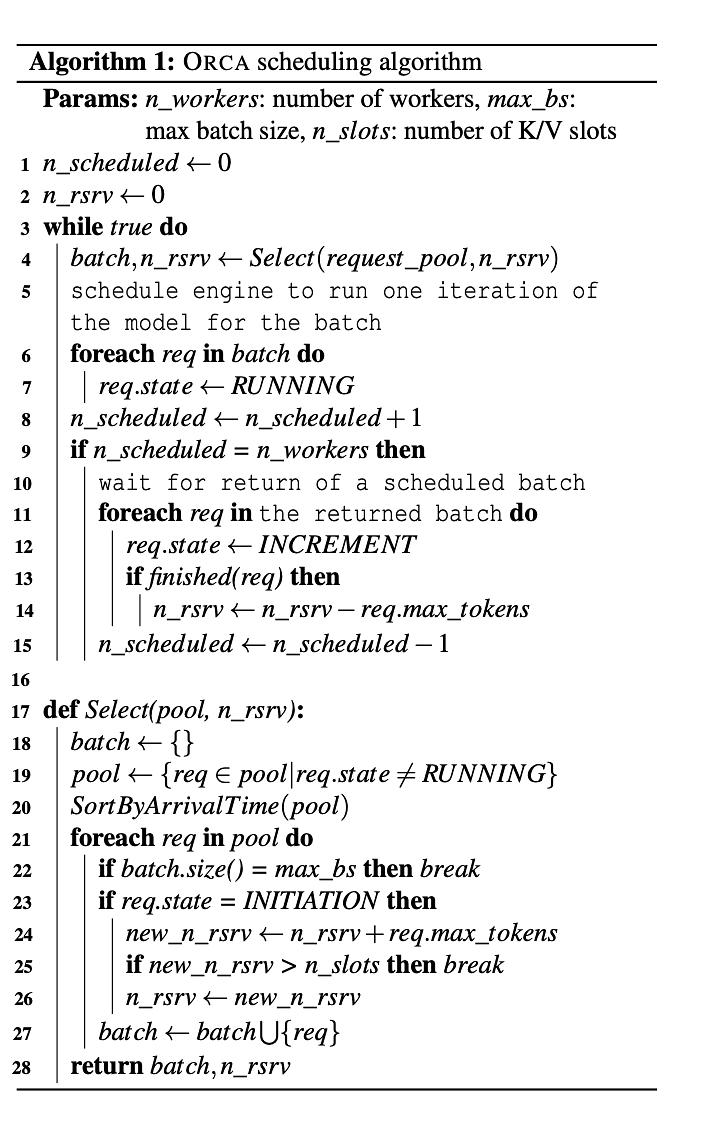 Algorithm 1: ORCA scheduling algorithm
Params: n_workers: number of workers, max_bs:
max batch size, n_slots: number of K/V slots
1 n_scheduled ← 0
2 n_rsrv ← 0
3 while true do
4 batch,n_rsrv ← Select(request_pool,n_rsrv)
5 schedule engine to run one iteration of
the model for the batch
6 foreach req in batch do
7 req.state ← RUNNING
8 n_scheduled ← n_scheduled + 1
9 if n_scheduled = n_workers then
10 wait for return of a scheduled batch
11 foreach req in the returned batch do
12 req.state ← INCREMENT
13 if finished(req) then
14 n_rsrv ← n_rsrv − req.max_tokens
15 n_scheduled ← n_scheduled − 1
16
17 def Select(pool, n_rsrv):
18 batch ← {}
19 pool ← {req ∈ pool|req.state ≠ RUNNING}
20 SortByArrivalTime(pool)
21 foreach req in pool do
22 if batch.size() = max_bs then break
23 if req.state = INITIATION then
24 new_n_rsrv ← n_rsrv + req.max_tokens
25 if new_n_rsrv > n_slots then break
26 n_rsrv ← new_n_rsrv
27 batch ← batch⋃{req}
28 return batch,n_rsrv